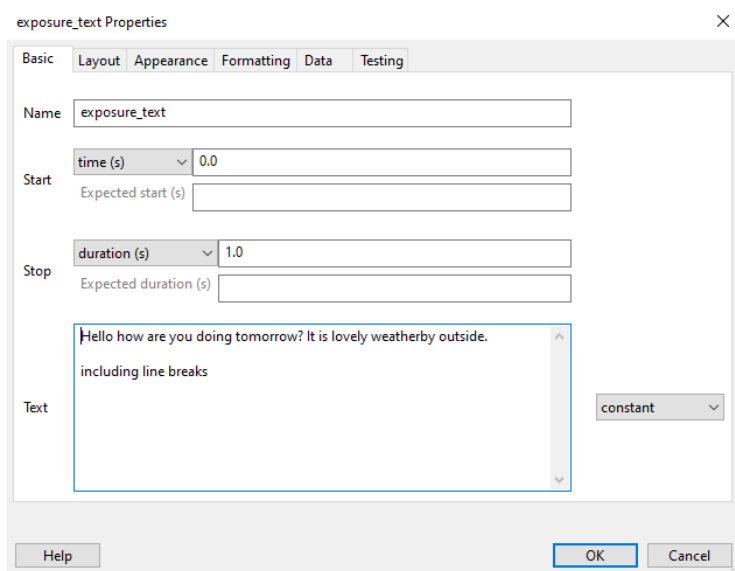 exposure_text Properties
Basic Layout Appearance Formatting Data Testing
Name exposure_text
Start time (s) 0.0
Expected start (s)
Stop duration (s) 1.0
Expected duration (s)
Text Hello how are you doing tomorrow? It is lovely weatherby outside.
including line breaks
constant
Help OK Cancel